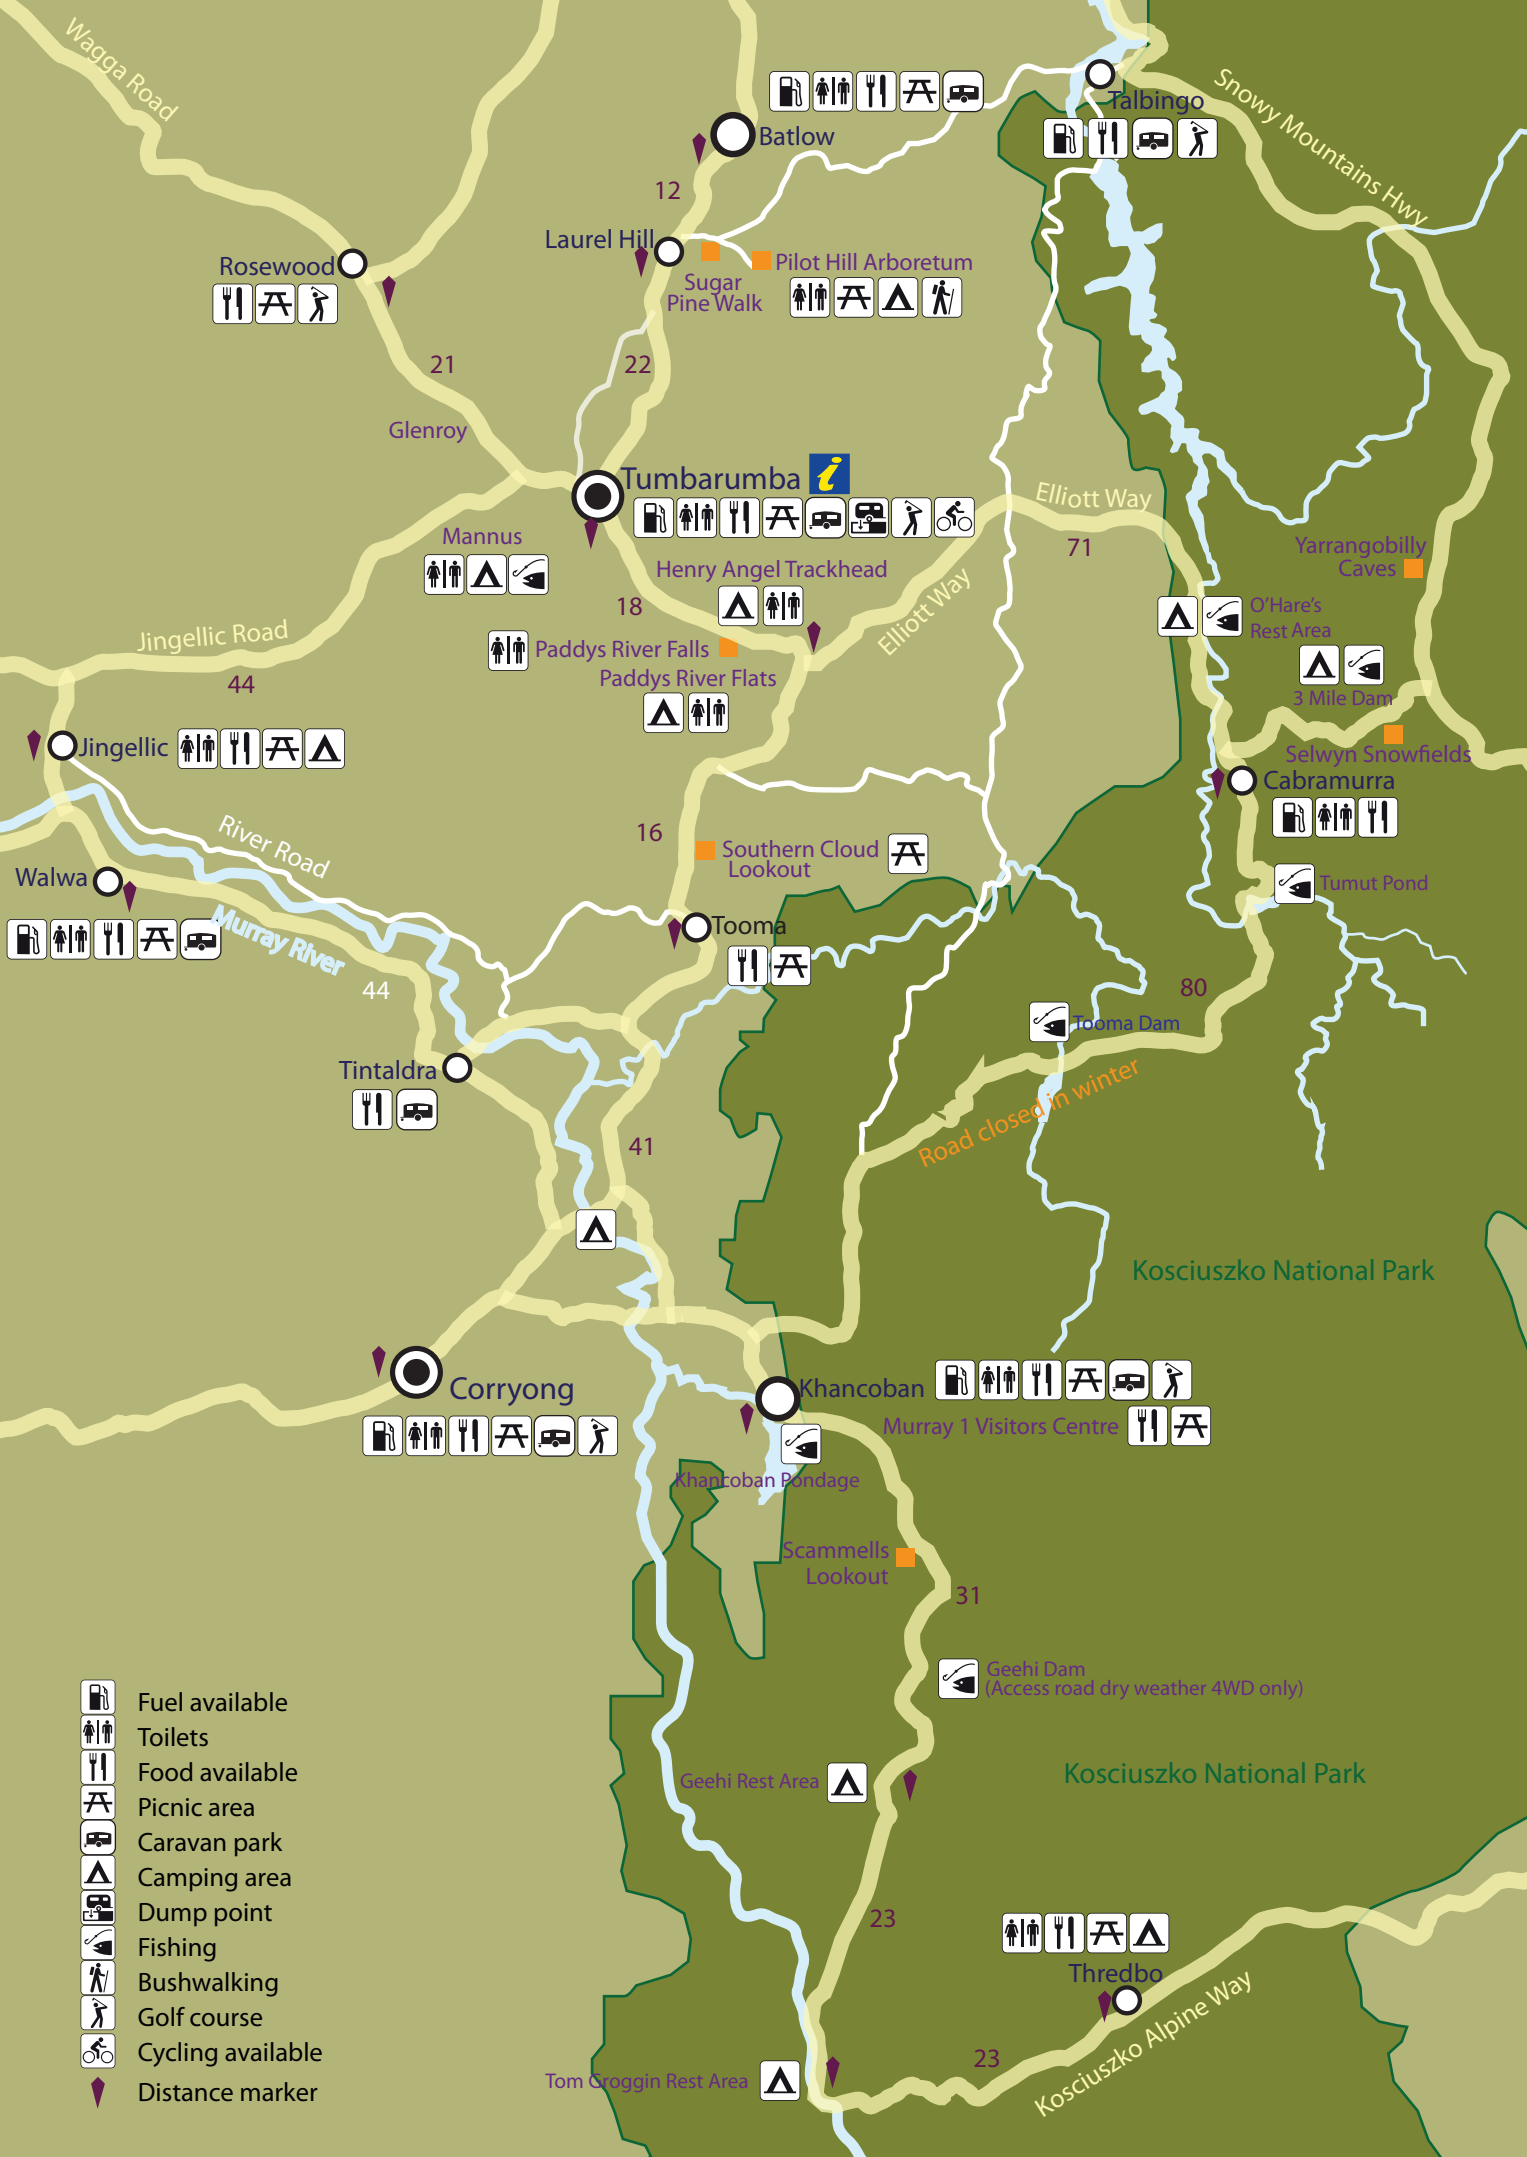 Wagga Road
Snowy Mountains Hwy
Talbingo
Batlow
12
Laurel Hill
Rosewood
Pilot Hill Arboretum
Sugar
Pine Walk
21
22
Glenroy
Tumbarumba
i
Elliott Way
Mannus
71
Yarrangobilly
Caves
Henry Angel Trackhead
18
Elliott Way
O'Hare's
Rest Area
Jingellic Road
Paddys River Falls
44
Paddys River Flats
3 Mile Dam
Jingellic
Selwyn Snowfields
Cabramurra
River Road
16
Southern Cloud
Lookout
Walwa
Tumut Pond
Murray River
Tooma
44
80
Tooma Dam
Tintaldra
Road closed in winter
41
Kosciuszko National Park
Corryong
Khancoban
Murray 1 Visitors Centre
Khancoban Pondage
Scammells
Lookout
31
Geehi Dam
(Access road dry weather 4WD only)
Fuel available
Toilets
Food available
Picnic area
Caravan park
Camping area
Dump point
Fishing
Bushwalking
Golf course
Cycling available
Distance marker
Geehi Rest Area
Kosciuszko National Park
23
Thredbo
Kosciuszko Alpine Way
23
Tom Groggin Rest Area